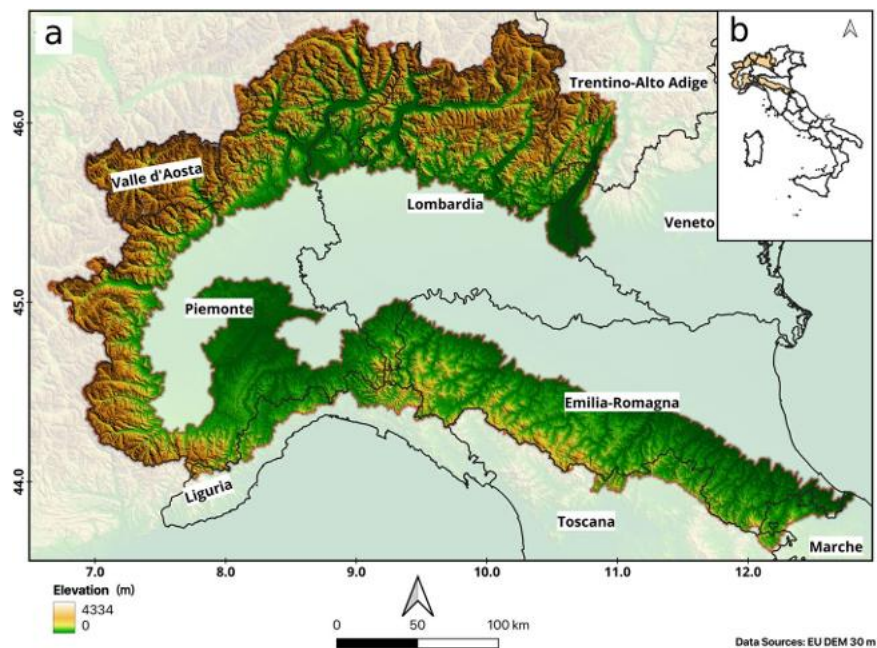 a
b
Trentino-Alto Adige
46.0
Valle d'Aosta
Lombardia
Veneto
45.0
Piemonte
Emilia-Romagna
44.0
Liguria
Toscana
Marche
7.0 8.0 9.0 10.0 11.0 12.0
Elevation (m)
4334
0
0 50 100 km
Data Sources: EU DEM 30 m